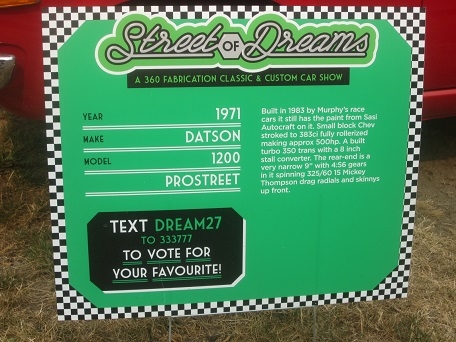 Street OF Dreams
A 360 FABRICATION CLASSIC & CUSTOM CAR SHOW
YEAR 1971
MAKE DATSON
MODEL 1200
PROSTREET
Built in 1983 by Murphy's race
cars it still has the paint from Sasi
Autocraft on it. Small block Chev
stroked to 383ci fully rollerized
making approx 500hp. A built
turbo 350 trans with a 8 inch
stall converter. The rear-end is a
very narrow 9" with 4:56 gears
in it spinning 325/60 15 Mickey
Thompson drag radials and skinnys
up front.
TEXT DREAM27
TO 333777
TO VOTE FOR
YOUR FAVOURITE!